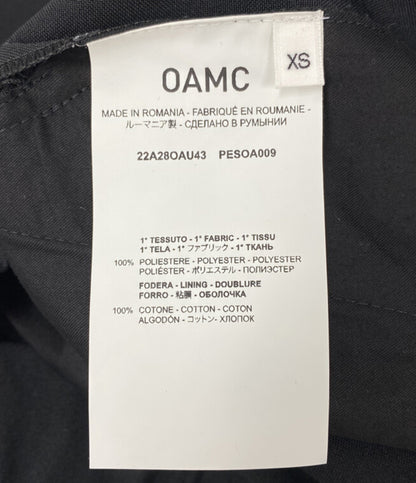 OAMC
XS
MADE IN ROMANIA - FABRIQUÉ EN ROUMANIE -
ルーマニア製 - СДЕЛАНО В РУМЫНИИ
22A28OAU43 PESOA009
1° TESSUTO - 1° FABRIC - 1° TISSU
1° TELA - 1° ファブリック - 1° ТКАНЬ
100% POLIESTERE - POLYESTER - POLYESTER
POLIÉSTER - ポリエステル - ПОЛИЭСТЕР
FODERA - LINING - DOUBLURE
FORRO - 粘膜 - ОБОЛОЧКА
100% COTONE - COTTON - COTON
ALGODÓN - コットン- ХЛОПОК